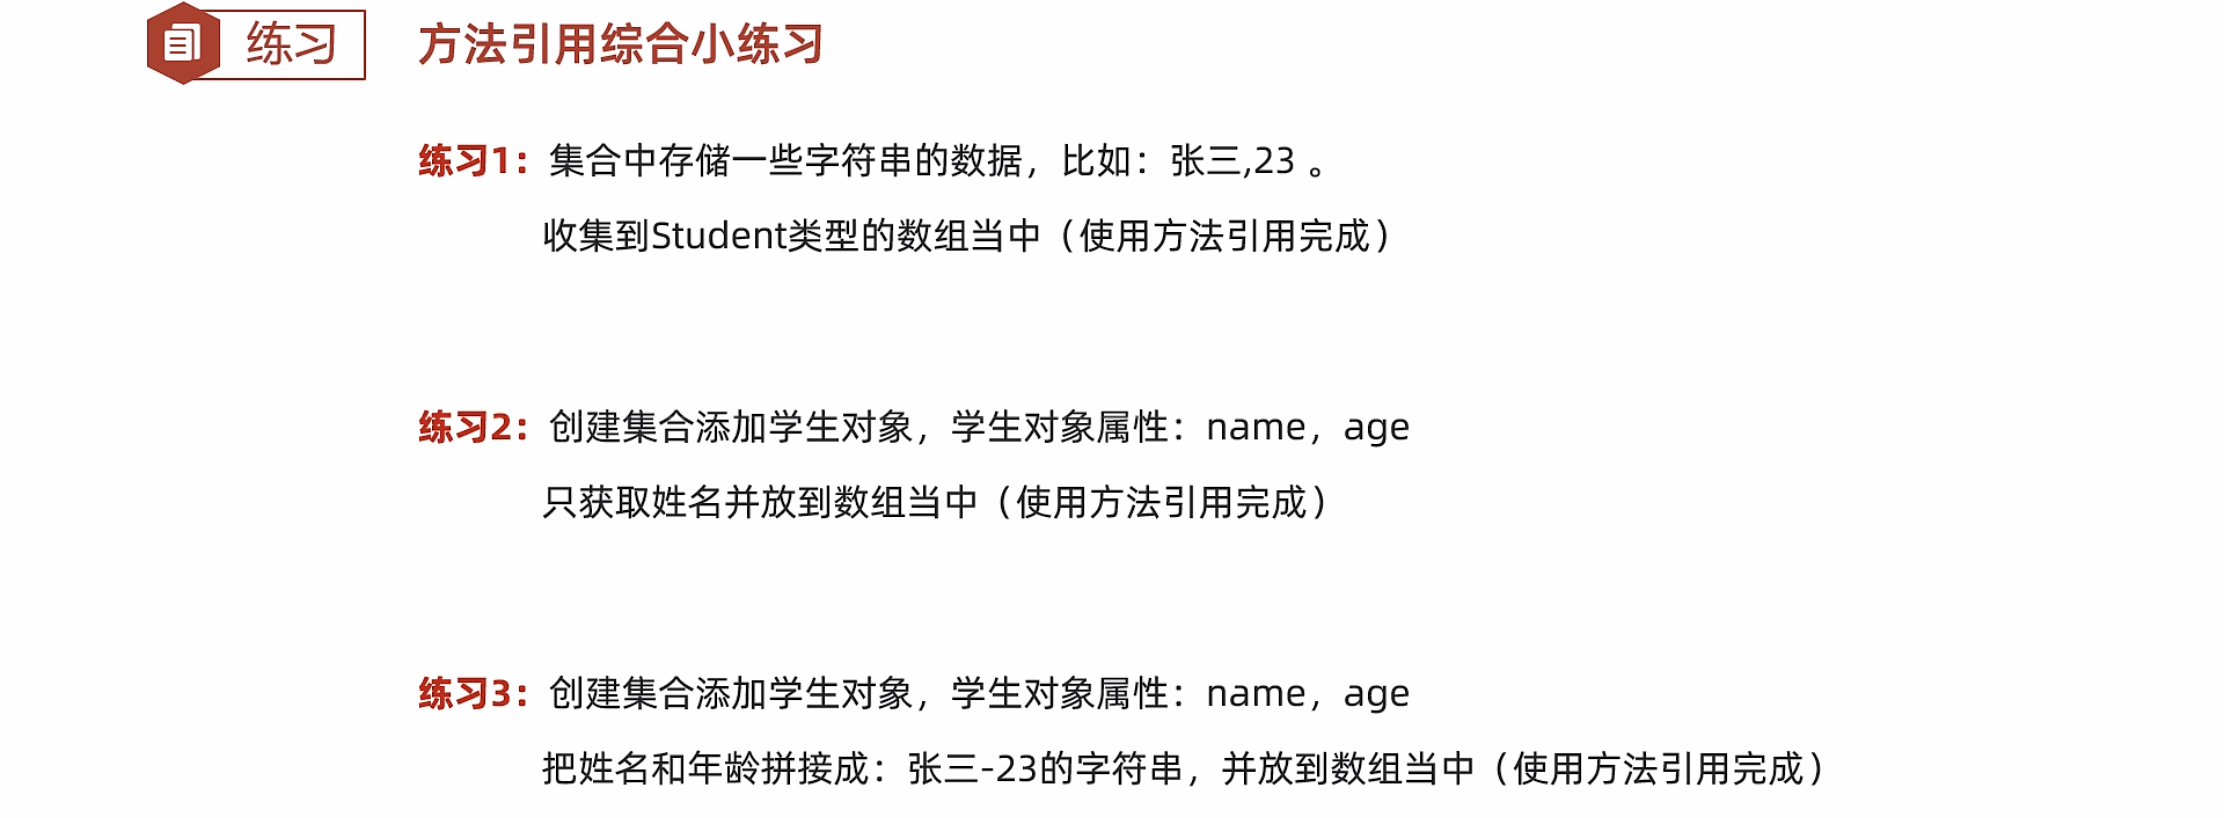 练习
方法引用综合小练习
练习1：集合中存储一些字符串的数据，比如：张三,23 。
收集到Student类型的数组当中（使用方法引用完成）
练习2：创建集合添加学生对象，学生对象属性：name，age
只获取姓名并放到数组当中（使用方法引用完成）
练习3：创建集合添加学生对象，学生对象属性：name，age
把姓名和年龄拼接成：张三-23的字符串，并放到数组当中（使用方法引用完成）